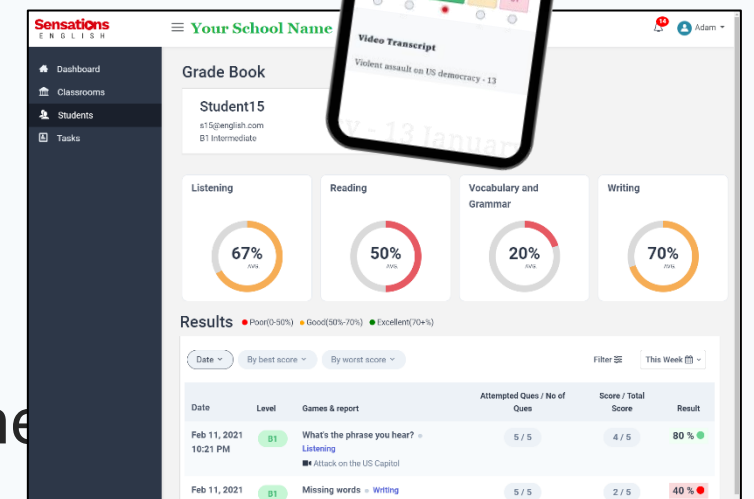 Sensations
ENGLISH
Your School Name
14
Adam
Dashboard
Classrooms
Students
Tasks
Video Transcript
Violent assault on US democracy - 13
- 13 January
Grade Book
Student15
s15@english.com
B1 Intermediate
Listening
67%
AVG
Reading
50%
AVG
Vocabulary and
Grammar
20%
AVG
Writing
70%
AVG
Results Poor(0-50%) Good(50%-70%) Excellent(70+%)
Date By best score By worst score Filter This Week
Date Level Games & report Attempted Ques / No of Ques Score / Total Score Result
Feb 11, 2021
10:21 PM
B1
What's the phrase you hear?
Listening
Attack on the US Capitol
5 / 5
4 / 5
80 %
Feb 11, 2021
B1
Missing words Writing
5 / 5
2 / 5
40 %